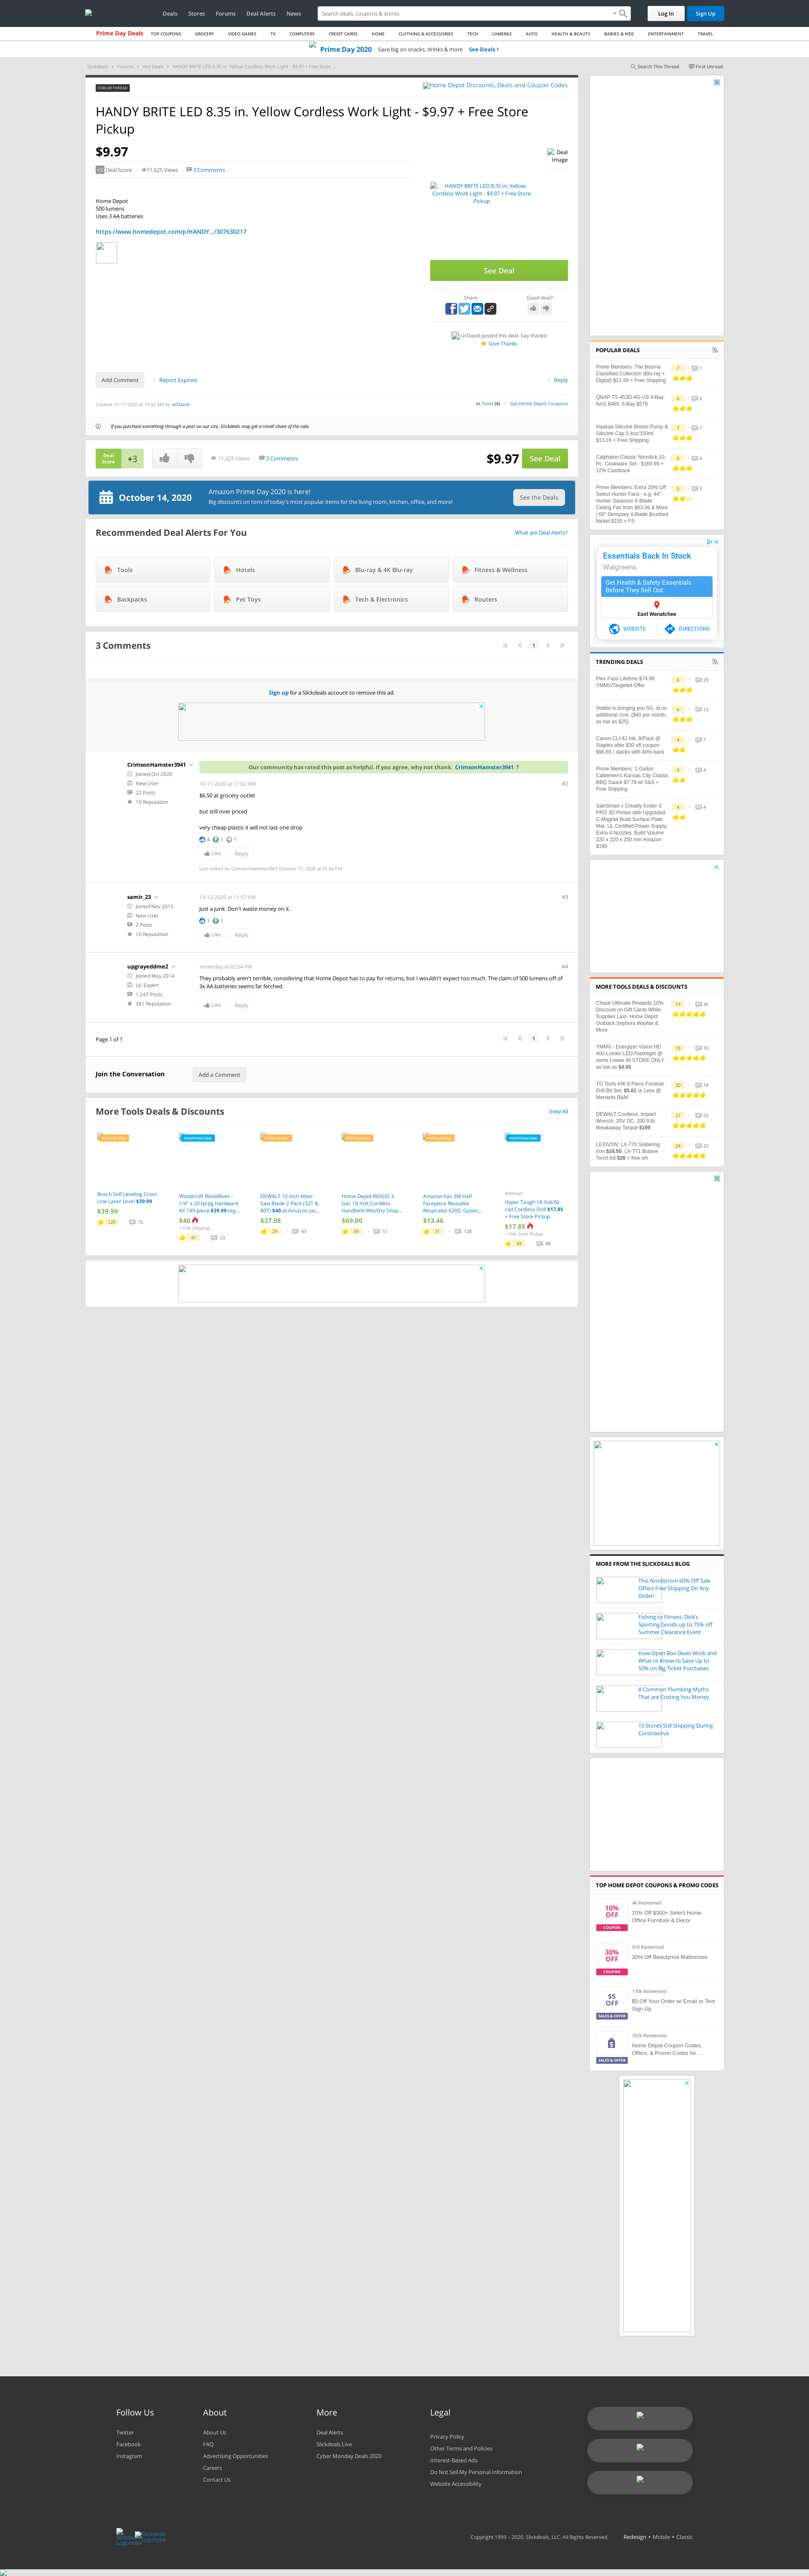 Deals
Stores
Forums
Deal Alerts
News
Search deals, coupons & stores
Log In
Sign Up
Prime Day Deals
TOP COUPONS
GROCERY
VIDEO GAMES
TV
COMPUTERS
CREDIT CARDS
HOME
CLOTHING & ACCESSORIES
TECH
CAMERAS
AUTO
HEALTH & BEAUTY
BABIES & KIDS
ENTERTAINMENT
TRAVEL
Prime Day 2020 Save big on snacks, drinks & more See Deals ›
Slickdeals > Forums > Hot Deals > HANDY BRITE LED 8.35 in. Yellow Cordless Work Light - $9.97 + Free Store ...
Search This Thread
First Unread
FORUM THREAD
Home Depot Discounts, Deals and Coupon Codes
HANDY BRITE LED 8.35 in. Yellow Cordless Work Light - $9.97 + Free Store
Pickup
$9.97
+3 Deal Score
11,625 Views
3 Comments
Deal
Image
HANDY BRITE LED 8.35 in. Yellow
Cordless Work Light - $9.97 + Free Store
Pickup
Home Depot
500 lumens
Uses 3 AA batteries
https://www.homedepot.com/p/HANDY.../307630217
See Deal
Share
Good deal?
sirDavid posted this deal. Say thanks!
Give Thanks
Add Comment
Report Expired
Reply
Created 10-11-2020 at 10:42 AM by sirDavid
in Tools (4)
Get Home Depot Coupons
If you purchase something through a post on our site, Slickdeals may get a small share of the sale.
Deal
Score
+3
11,625 Views
3 Comments
$9.97
See Deal
October 14, 2020
Amazon Prime Day 2020 is here!
Big discounts on tons of today's most popular items for the living room, kitchen, office, and more!
See the Deals
Recommended Deal Alerts For You
What are Deal Alerts?
Tools
Hotels
Blu-ray & 4K Blu-ray
Fitness & Wellness
Backpacks
Pet Toys
Tech & Electronics
Routers
3 Comments
1
Sign up for a Slickdeals account to remove this ad.
CrimsonHamster3941
Joined Oct 2020
New User
22 Posts
10 Reputation
Our community has rated this post as helpful. If you agree, why not thank CrimsonHamster3941 ?
10-11-2020 at 11:02 AM
#2
$6.50 at grocery outlet
but still over priced
very cheap plastic it will not last one drop
4 1 1
Like
Reply
Last edited by CrimsonHamster3941 October 11, 2020 at 01:44 PM.
samir_23
Joined Nov 2015
New User
2 Posts
10 Reputation
10-12-2020 at 11:57 AM
#3
Just a junk. Don't waste money on it.
1 1
Like
Reply
upgrayeddme2
Joined May 2014
L6: Expert
1,247 Posts
381 Reputation
Yesterday at 02:54 PM
#4
They probably aren't terrible, considering that Home Depot has to pay for returns, but I wouldn't expect too much. The claim of 500 lumens off of
3x AA batteries seems far fetched.
Like
Reply
Page 1 of 1
1
Join the Conversation
Add a Comment
More Tools Deals & Discounts
View All
POPULAR DEAL
Bosch Self Leveling Cross
Line Laser Level $39.99
$39.99
129
72
FRONTPAGE DEAL
Woodcraft WoodRiver -
1/4" x 20 tpi Jig Hardware
Kit 149 piece $39.99 reg...
$40
+ Free Shipping
41
23
POPULAR DEAL
DEWALT 12-Inch Miter
Saw Blade 2-Pack (32T &
80T) $40 at Amazon (as...
$37.98
29
43
POPULAR DEAL
Home Depot RIDGID 3
Gal. 18-Volt Cordless
Handheld Wet/Dry Shop...
$69.00
39
51
POPULAR DEAL
Amazon has 3M Half
Facepiece Reusable
Respirator 6200, Gases,...
$13.46
31
128
FRONTPAGE DEAL
Walmart
Hyper Tough 18-Volt Ni-
cad Cordless Drill $17.85
+ Free Store Pickup
$17.85
+ Free Store Pickup
43
88
POPULAR DEALS
Prime Members: The Bourne
Classified Collection (Blu-ray +
Digital) $11.99 + Free Shipping
7
1
QNAP TS-453D-4G-US 4-Bay
NAS $469, 6-Bay $579
6
6
Haakaa Silicone Breast Pump &
Silicone Cap 5.4oz/150ml
$13.16 + Free Shipping
7
7
Calphalon Classic Nonstick 10-
Pc. Cookware Set - $169.99 +
12% Cashback
6
4
Prime Members: Extra 20% Off
Select Hunter Fans - e.g. 44"
Hunter Swanson 5-Blade
Ceiling Fan from $63.06 & More
| 60" Dempsey 4-Blade Brushed
Nickel $150 + FS
5
5
Essentials Back In Stock
Walgreens
Get Health & Safety Essentials
Before They Sell Out.
East Wenatchee
WEBSITE
DIRECTIONS
TRENDING DEALS
Plex Pass Lifetime $74.99
YMMV/Targeted Offer
6
29
Visible is bringing you 5G, at no
additional cost. ($40 per month,
as low as $25)
6
12
Canon CLI-42 Ink, 8/Pack @
Staples after $30 off coupon
$96.65 / stacks with 40% back
4
7
Prime Members: 1-Gallon
Cattlemen's Kansas City Classic
BBQ Sauce $7.78 w/ S&S +
Free Shipping
4
4
SainSmart x Creality Ender-3
PRO 3D Printer with Upgraded
C-Magnet Build Surface Plate
Mat, UL Certified Power Supply,
Extra 4 Nozzles, Build Volume
220 x 220 x 250 mm Amazon
$190
4
4
MORE TOOLS DEALS & DISCOUNTS
Chase Ultimate Rewards 10%
Discount on Gift Cards While
Supplies Last- Home Depot
Outback Sephora Wayfair &
More
19
36
YMMV - Energizer Vision HD
400-Lumen LED Flashlight @
some Lowes IN STORE ONLY -
as low as $4.65
19
10
TG Tools KIK 8 Piece Forstner
Drill Bit Set: $5.61 or Less @
Menards B&M
20
14
DEWALT Cordless, Impact
Wrench, 20V DC, 330 ft-lb
Breakaway Torque $199
27
53
LEXIVON: LX-770 Soldering
Iron $24.50, LX-771 Butane
Torch Kit $26 + free s/h
24
22
MORE FROM THE SLICKDEALS BLOG
This Nordstrom 60% Off Sale
Offers Free Shipping On Any
Order!
Fishing to Fitness: Dick's
Sporting Goods up to 75% off
Summer Clearance Event
How Open Box Deals Work and
What to Know to Save Up to
50% on Big Ticket Purchases
8 Common Plumbing Myths
That are Costing You Money
15 Stores Still Shipping During
Coronavirus
TOP HOME DEPOT COUPONS & PROMO CODES
10%
OFF
COUPON
4k Redeemed
10% Off $300+ Select Home
Office Furniture & Decor
30%
OFF
COUPON
410 Redeemed
30% Off Beautyrest Mattresses
$5
OFF
SALES & OFFER
170k Redeemed
$5 Off Your Order w/ Email or Text
Sign Up
SALES & OFFER
392k Redeemed
Home Depot Coupon Codes,
Offers, & Promo Codes for...
Follow Us
Twitter
Facebook
Instagram
About
About Us
FAQ
Advertising Opportunities
Careers
Contact Us
More
Deal Alerts
Slickdeals Live
Cyber Monday Deals 2020
Legal
Privacy Policy
Other Terms and Policies
Interest-Based Ads
Do Not Sell My Personal Information
Website Accessibility
Slickdeals
Logomark
Slickdeals
Logotype
Copyright 1999 – 2020. Slickdeals, LLC. All Rights Reserved.
Redesign • Mobile • Classic